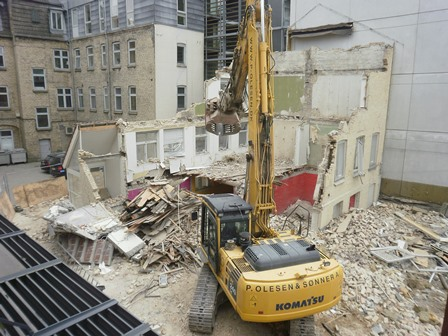 P. OLESEN & SØNNER A/S
KOMATSU